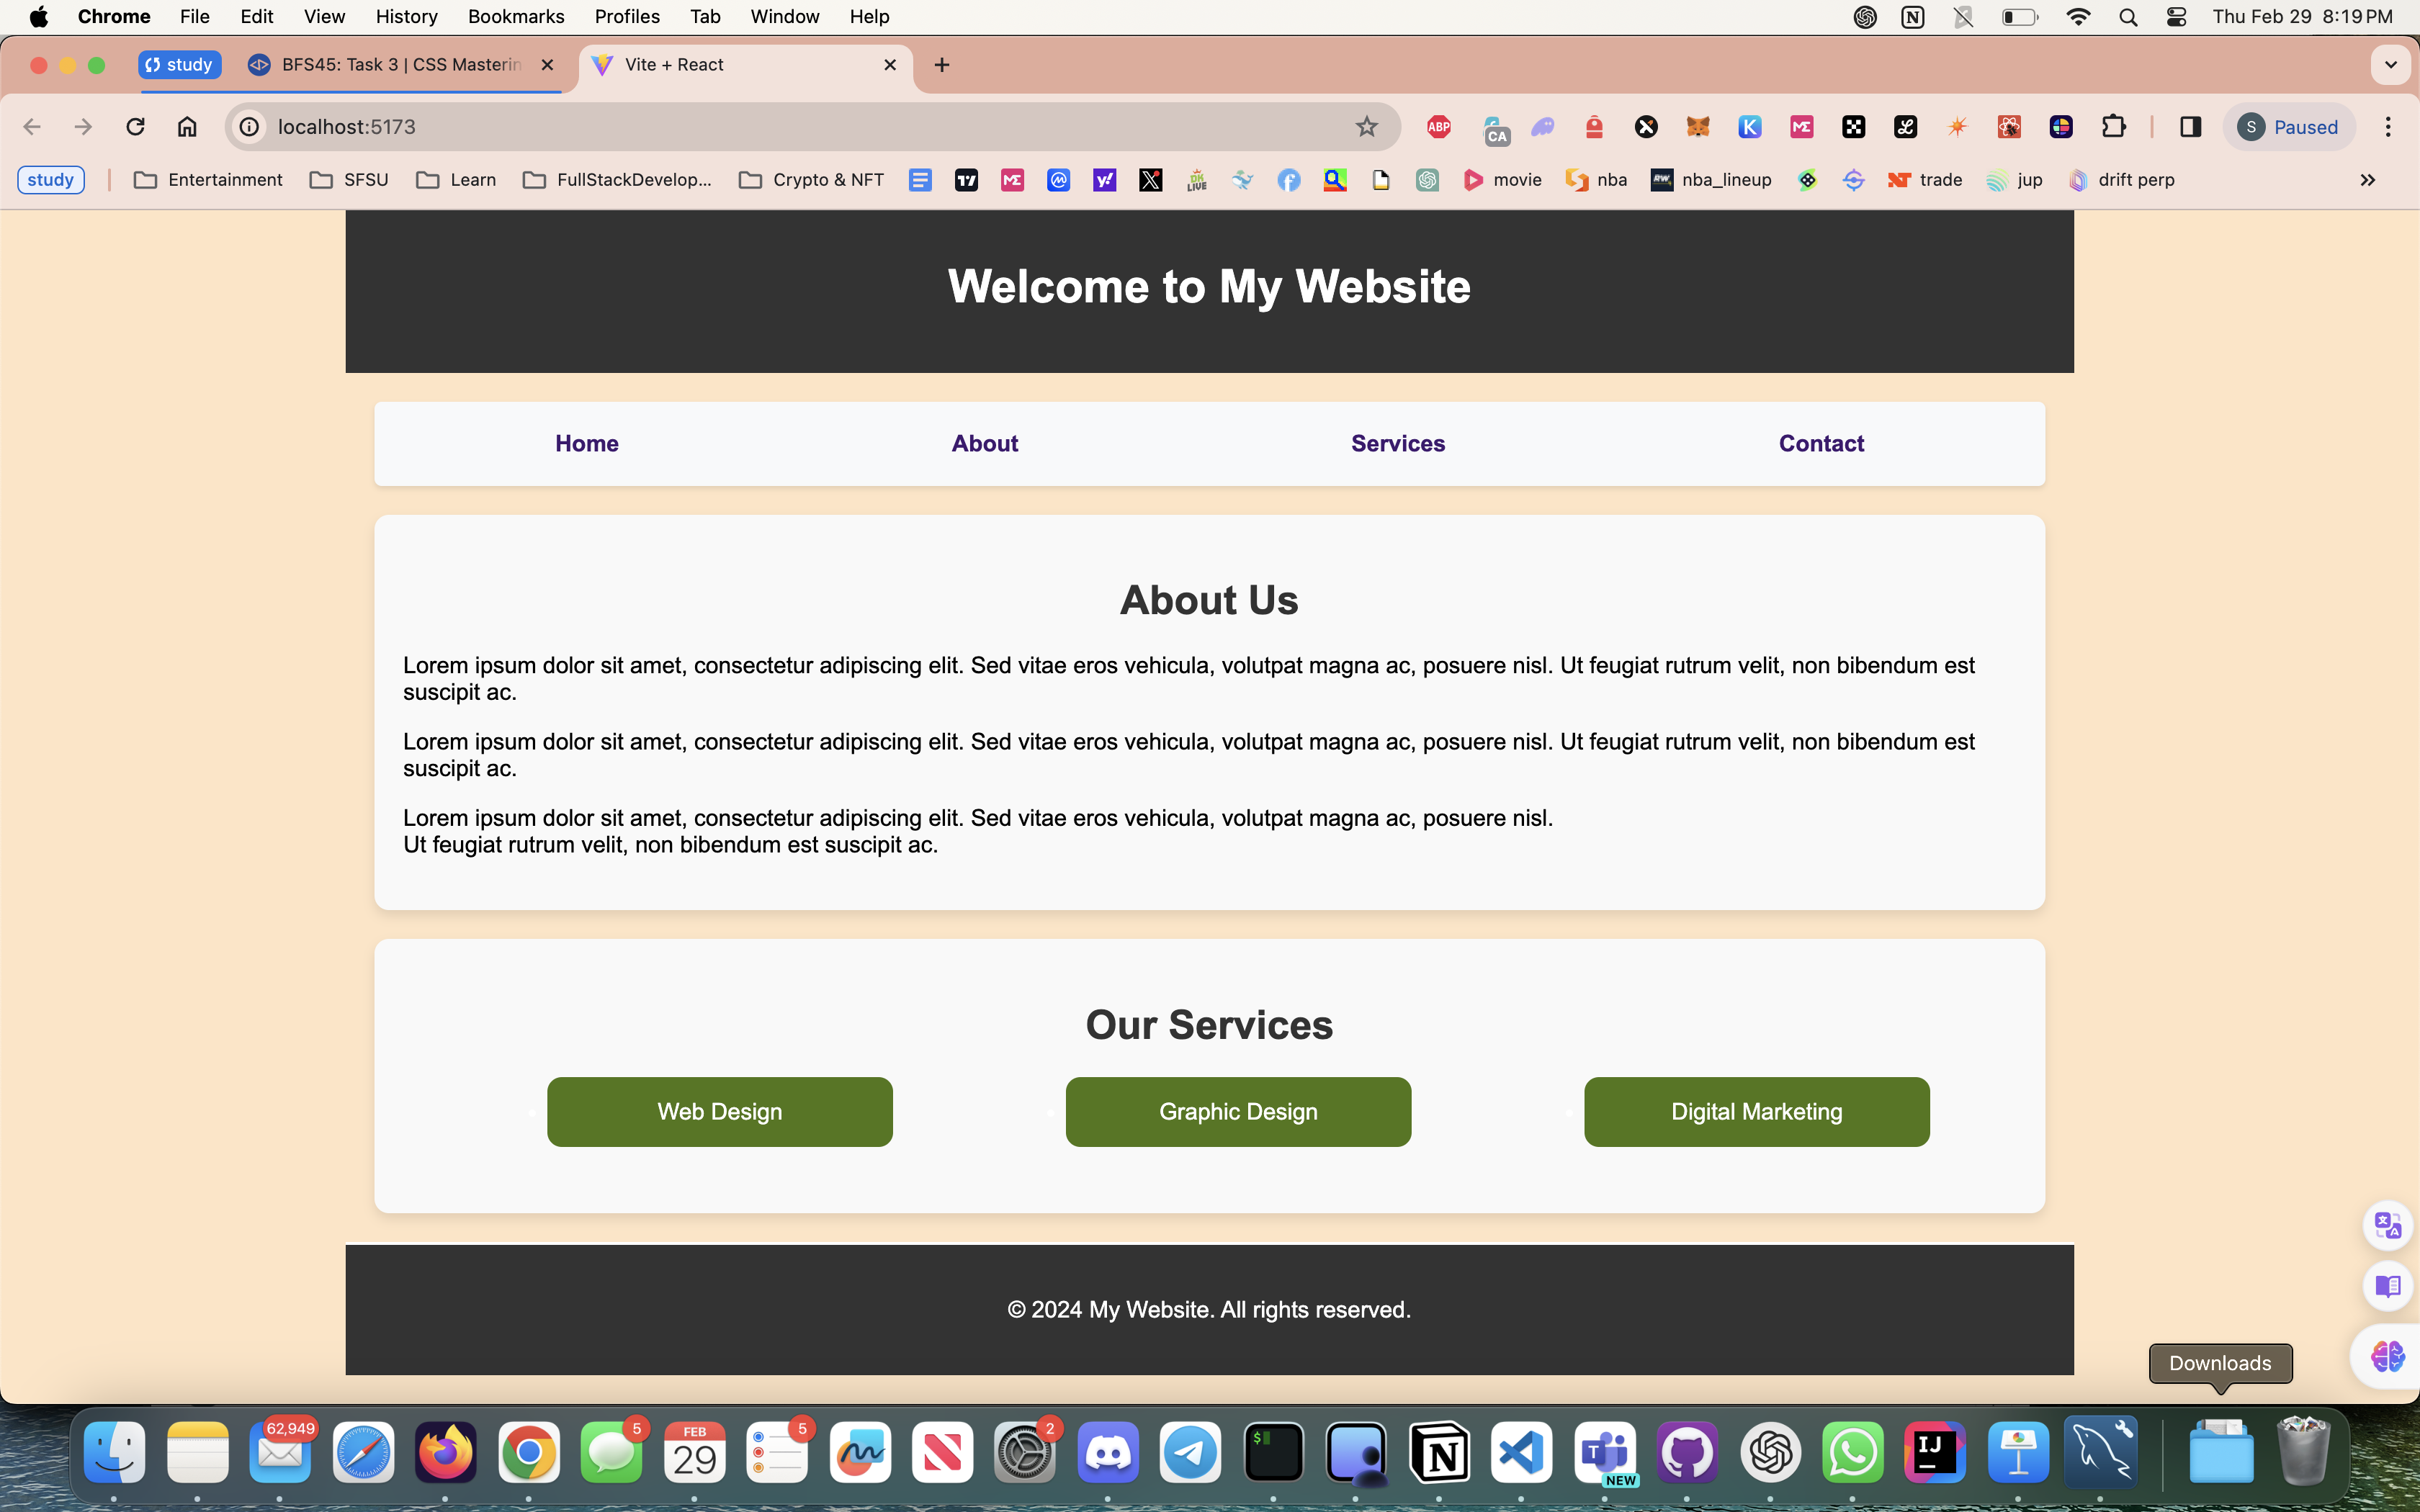 Chrome File Edit View History Bookmarks Profiles Tab Window Help Thu Feb 29 8:19 PM
study BFS45: Task 3 | CSS Masterin Vite + React
localhost:5173 ABP CA S Paused
study Entertainment SFSU Learn FullStackDevelop... Crypto & NFT movie nba nba_lineup trade jup drift perp
Welcome to My Website
Home About Services Contact
About Us
Lorem ipsum dolor sit amet, consectetur adipiscing elit. Sed vitae eros vehicula, volutpat magna ac, posuere nisl. Ut feugiat rutrum velit, non bibendum est
suscipit ac.
Lorem ipsum dolor sit amet, consectetur adipiscing elit. Sed vitae eros vehicula, volutpat magna ac, posuere nisl. Ut feugiat rutrum velit, non bibendum est
suscipit ac.
Lorem ipsum dolor sit amet, consectetur adipiscing elit. Sed vitae eros vehicula, volutpat magna ac, posuere nisl.
Ut feugiat rutrum velit, non bibendum est suscipit ac.
Our Services
Web Design Graphic Design Digital Marketing
© 2024 My Website. All rights reserved.
Downloads
62,949 5 FEB 29 5 2 NEW IJ